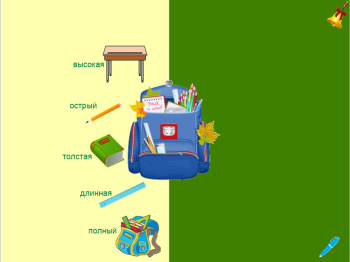 высокая
острый
толстая
длинная
полный